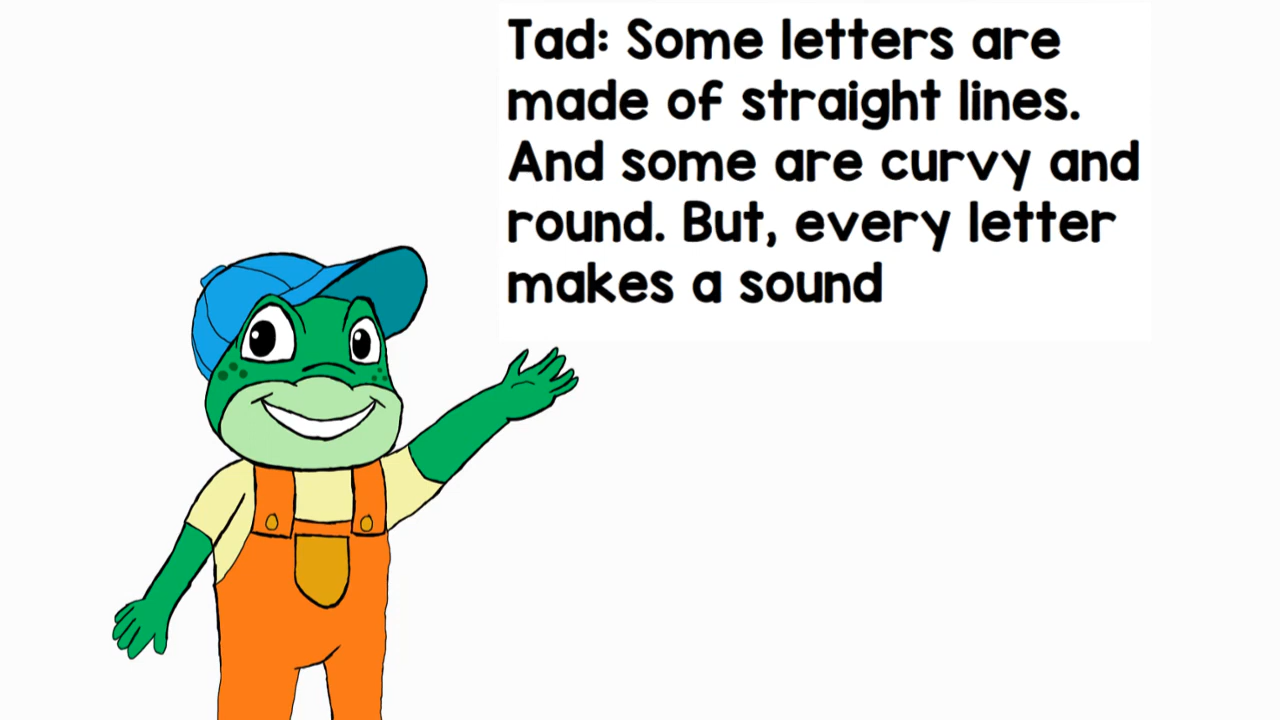 Tad: Some letters are
made of straight lines.
And some are curvy and
round. But, every letter
makes a sound